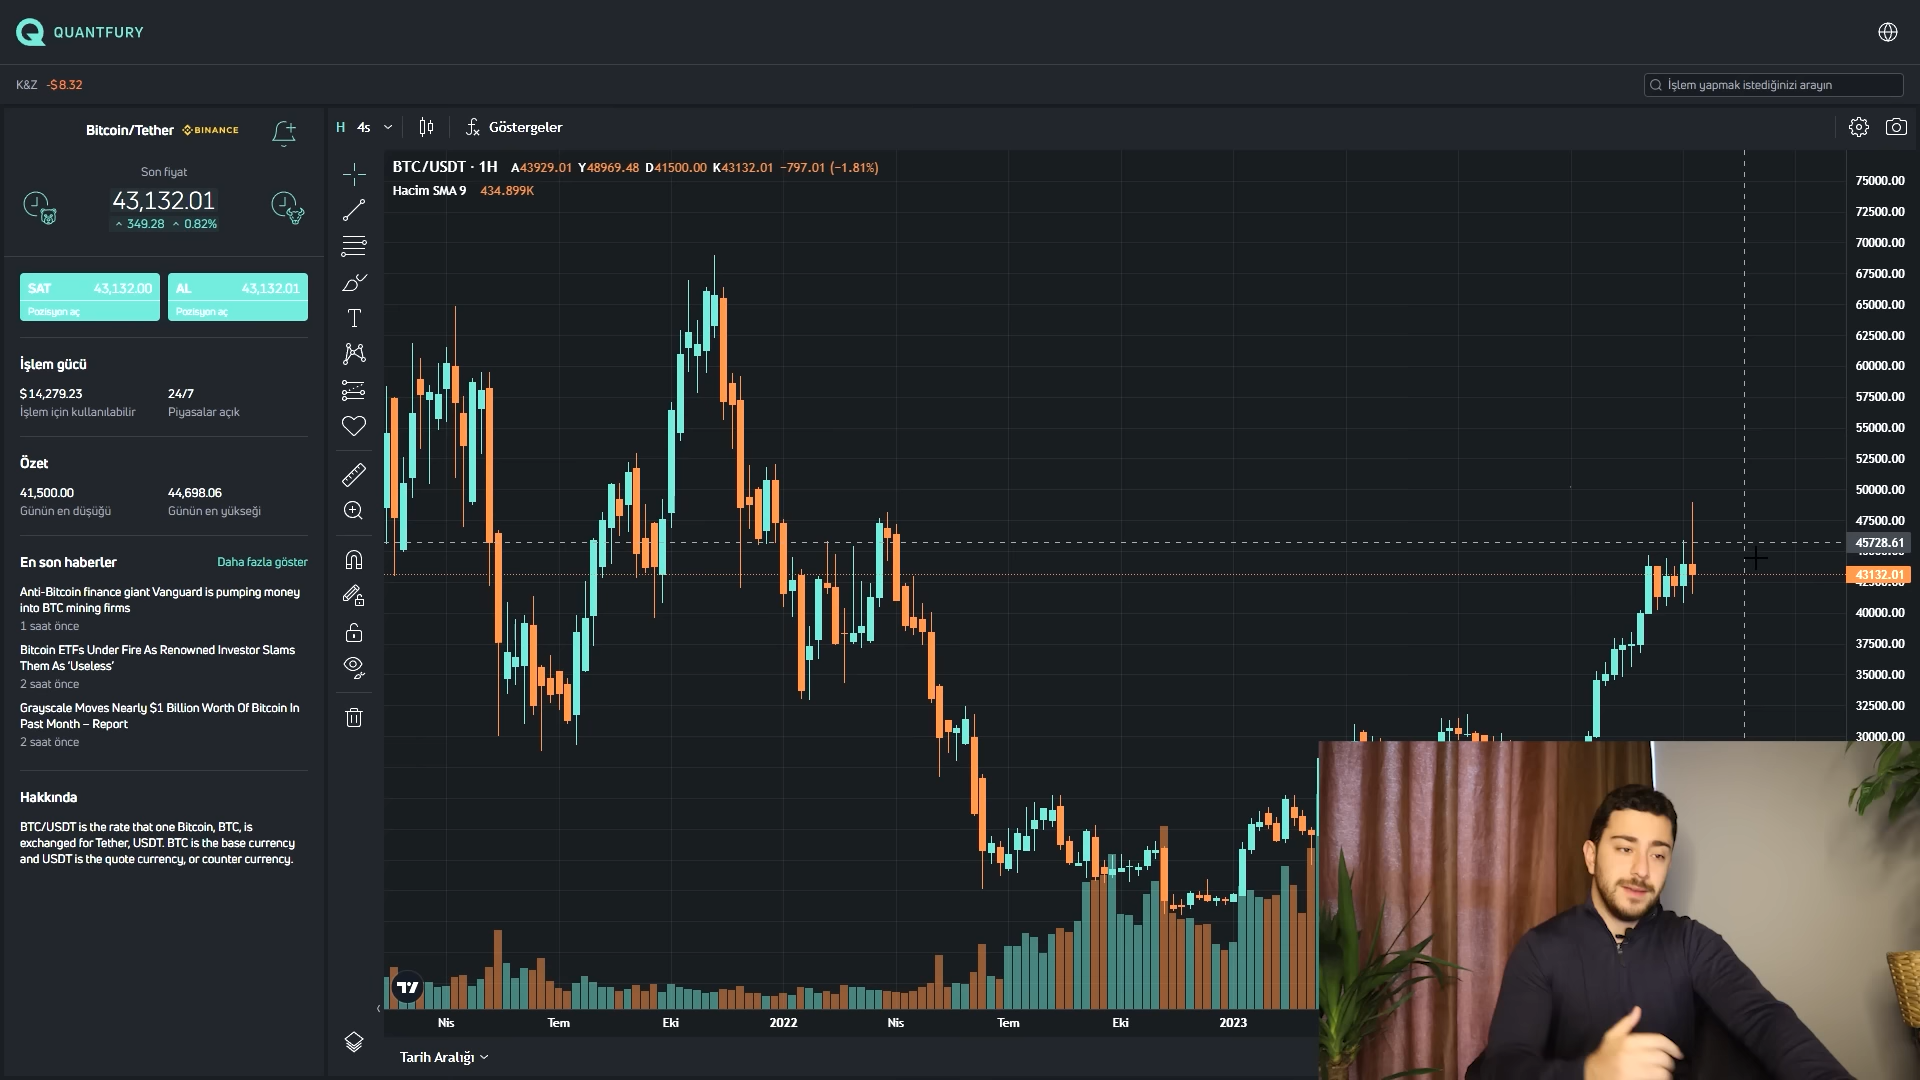 QUANTFURY
K&Z -$8.32
İşlem yapmak istediğinizi arayın
Bitcoin/Tether BINANCE
Son fiyat
43,132.01
349.28 0.82%
SAT 43,132.00
Pozisyon aç
AL 43,132.01
Pozisyon aç
İşlem gücü
$14,279.23
İşlem için kullanılabilir
24/7
Piyasalar açık
Özet
41,500.00
Günün en düşüğü
44,698.06
Günün en yükseği
En son haberler Daha fazla göster
Anti-Bitcoin finance giant Vanguard is pumping money
into BTC mining firms
1 saat önce
Bitcoin ETFs Under Fire As Renowned Investor Slams
Them As ‘Useless’
2 saat önce
Grayscale Moves Nearly $1 Billion Worth Of Bitcoin In
Past Month – Report
2 saat önce
Hakkında
BTC/USDT is the rate that one Bitcoin, BTC, is
exchanged for Tether, USDT. BTC is the base currency
and USDT is the quote currency, or counter currency.
H 4s Göstergeler
BTC/USDT · 1H A43929.01 Y48969.48 D41500.00 K43132.01 −797.01 (−1.81%)
Hacim SMA 9 434.899K
75000.00
72500.00
70000.00
67500.00
65000.00
62500.00
60000.00
57500.00
55000.00
52500.00
50000.00
47500.00
45728.61
43132.01
40000.00
37500.00
35000.00
32500.00
30000.00
Nis Tem Eki 2022 Nis Tem Eki 2023
Tarih Aralığı